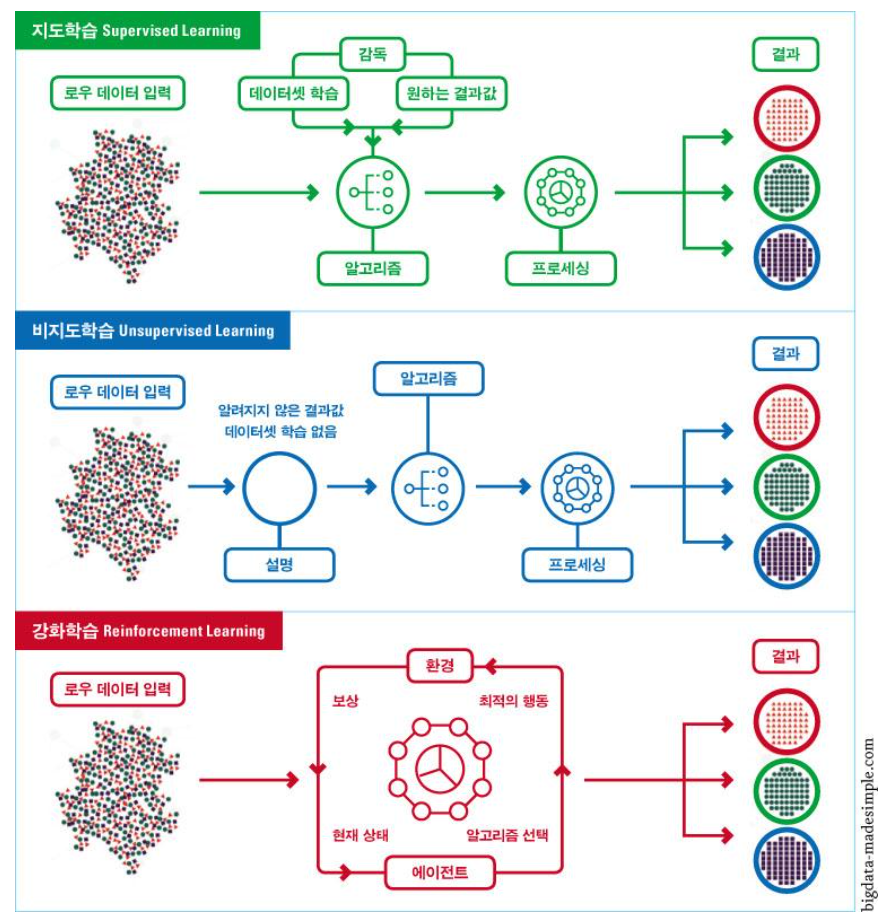 지도학습 Supervised Learning
감독
결과
로우 데이터 입력
데이터셋 학습
원하는 결과값
알고리즘
프로세싱
비지도학습 Unsupervised Learning
결과
로우 데이터 입력
알고리즘
알려지지 않은 결과값
데이터셋 학습 없음
설명
프로세싱
강화학습 Reinforcement Learning
환경
결과
로우 데이터 입력
보상
최적의 행동
현재 상태
알고리즘 선택
에이전트
bigdata-madesimple.com